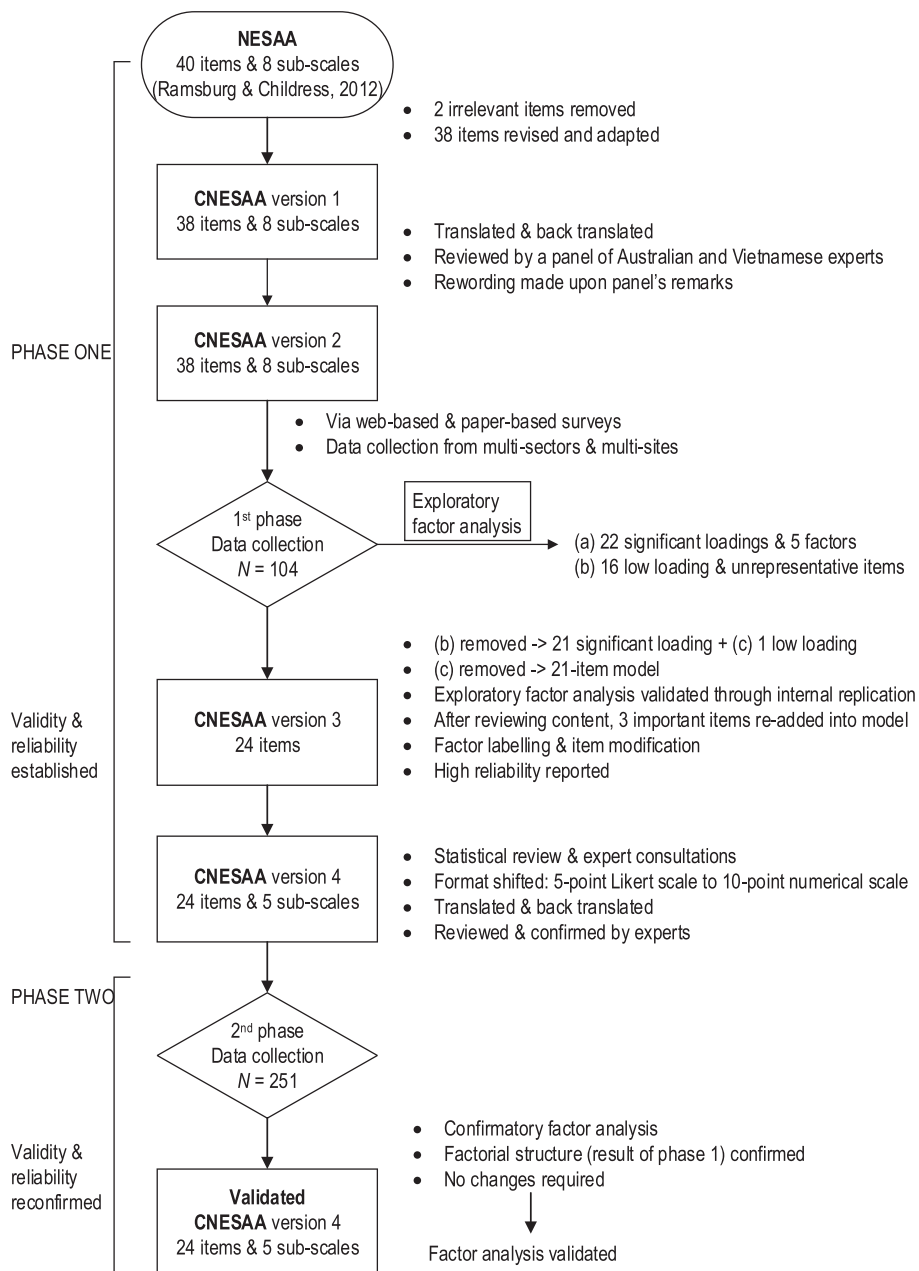 NESAA
40 items & 8 sub-scales
(Ramsburg & Childress, 2012)
• 2 irrelevant items removed
• 38 items revised and adapted
CNESAA version 1
38 items & 8 sub-scales
• Translated & back translated
• Reviewed by a panel of Australian and Vietnamese experts
• Rewording made upon panel's remarks
PHASE ONE
CNESAA version 2
38 items & 8 sub-scales
• Via web-based & paper-based surveys
• Data collection from multi-sectors & multi-sites
1st phase
Data collection
N = 104
Exploratory
factor analysis
(a) 22 significant loadings & 5 factors
(b) 16 low loading & unrepresentative items
• (b) removed -> 21 significant loading + (c) 1 low loading
• (c) removed -> 21-item model
• Exploratory factor analysis validated through internal replication
• After reviewing content, 3 important items re-added into model
• Factor labelling & item modification
• High reliability reported
Validity &
reliability
established
CNESAA version 3
24 items
CNESAA version 4
24 items & 5 sub-scales
• Statistical review & expert consultations
• Format shifted: 5-point Likert scale to 10-point numerical scale
• Translated & back translated
• Reviewed & confirmed by experts
PHASE TWO
2nd phase
Data collection
N = 251
• Confirmatory factor analysis
• Factorial structure (result of phase 1) confirmed
• No changes required
Validity &
reliability
reconfirmed
Validated
CNESAA version 4
24 items & 5 sub-scales
Factor analysis validated